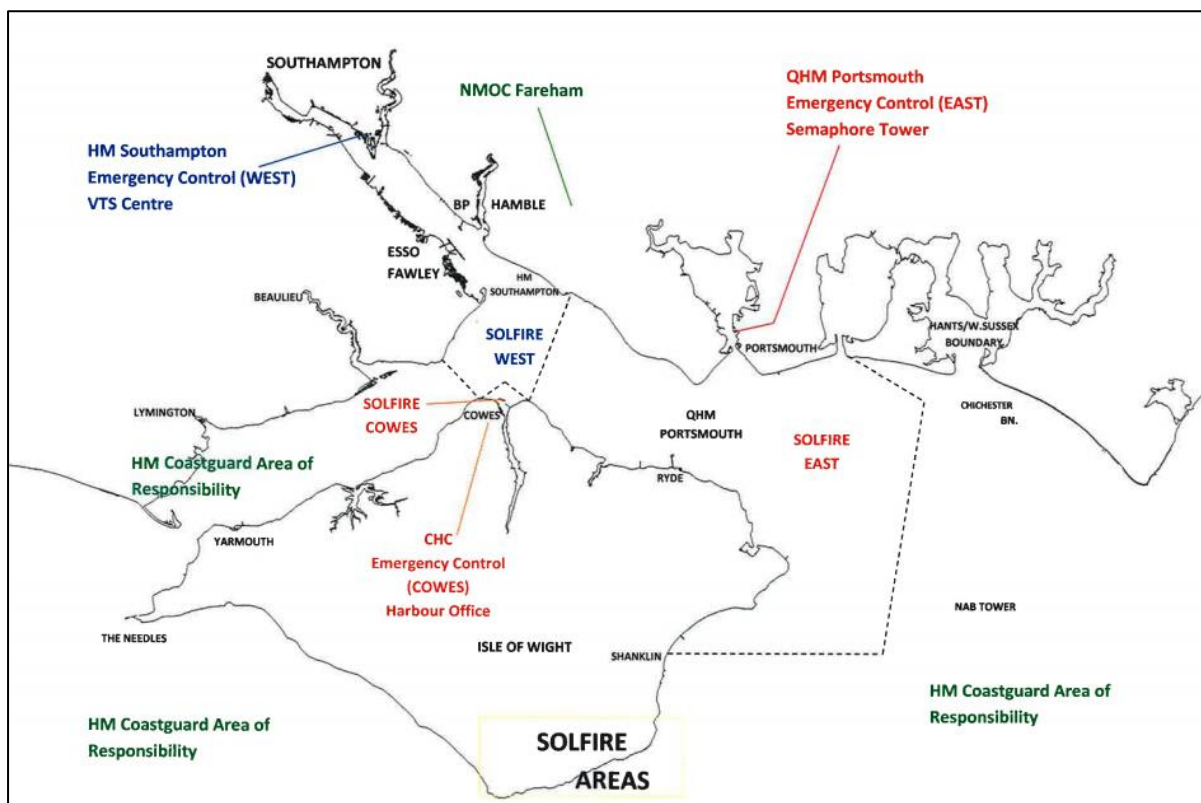 SOUTHAMPTON
NMOC Fareham
QHM Portsmouth
Emergency Control (EAST)
Semaphore Tower
HM Southampton
Emergency Control (WEST)
VTS Centre
BP
HAMBLE
ESSO
FAWLEY
HM
SOUTHAMPTON
BEAULIEU
SOLFIRE
WEST
PORTSMOUTH
HANTS/W.SUSSEX
BOUNDARY
LYMINGTON
SOLFIRE
COWES
COWES
QHM
PORTSMOUTH
SOLFIRE
EAST
CHICHESTER
BN.
HM Coastguard Area of
Responsibility
RYDE
YARMOUTH
CHC
Emergency Control
(COWES)
Harbour Office
THE NEEDLES
ISLE OF WIGHT
SHANKLIN
NAB TOWER
HM Coastguard Area of
Responsibility
HM Coastguard Area of
Responsibility
SOLFIRE
AREAS